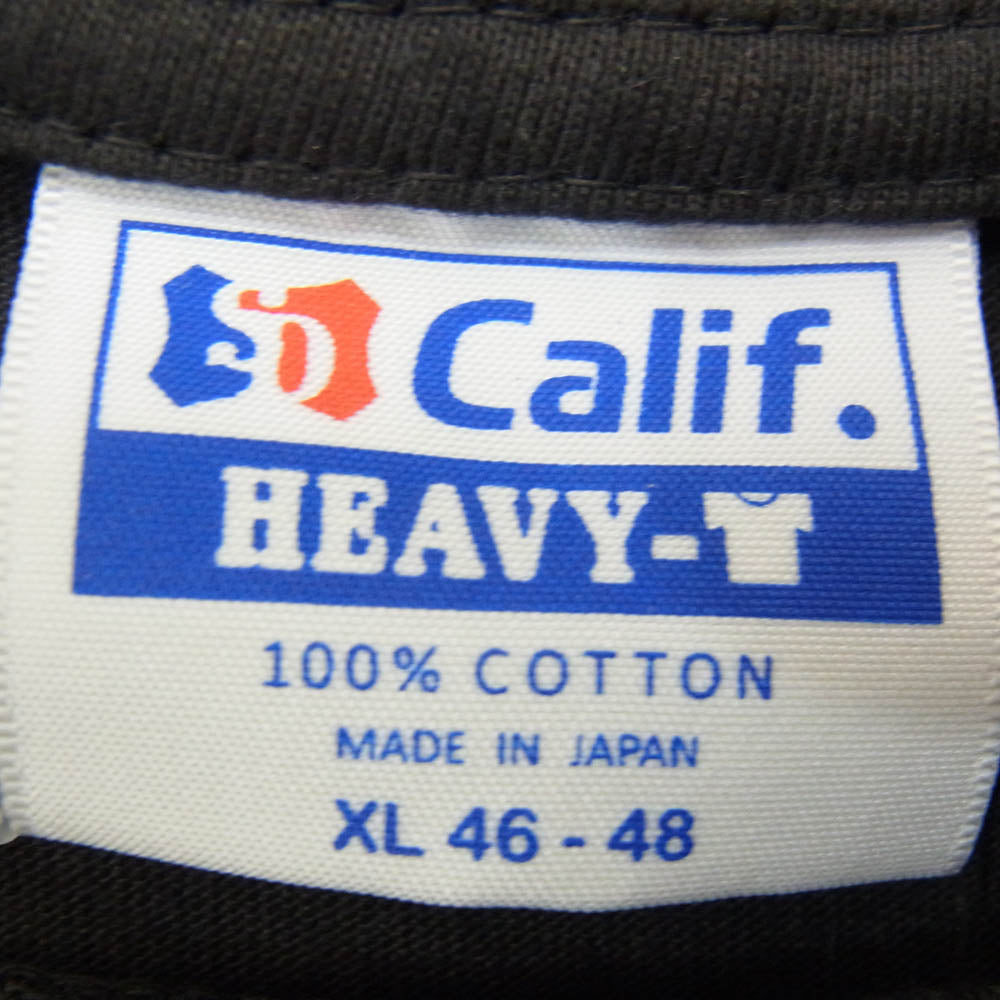 SD Calif.
HEAVY-T
100% COTTON
MADE IN JAPAN
XL 46 - 48